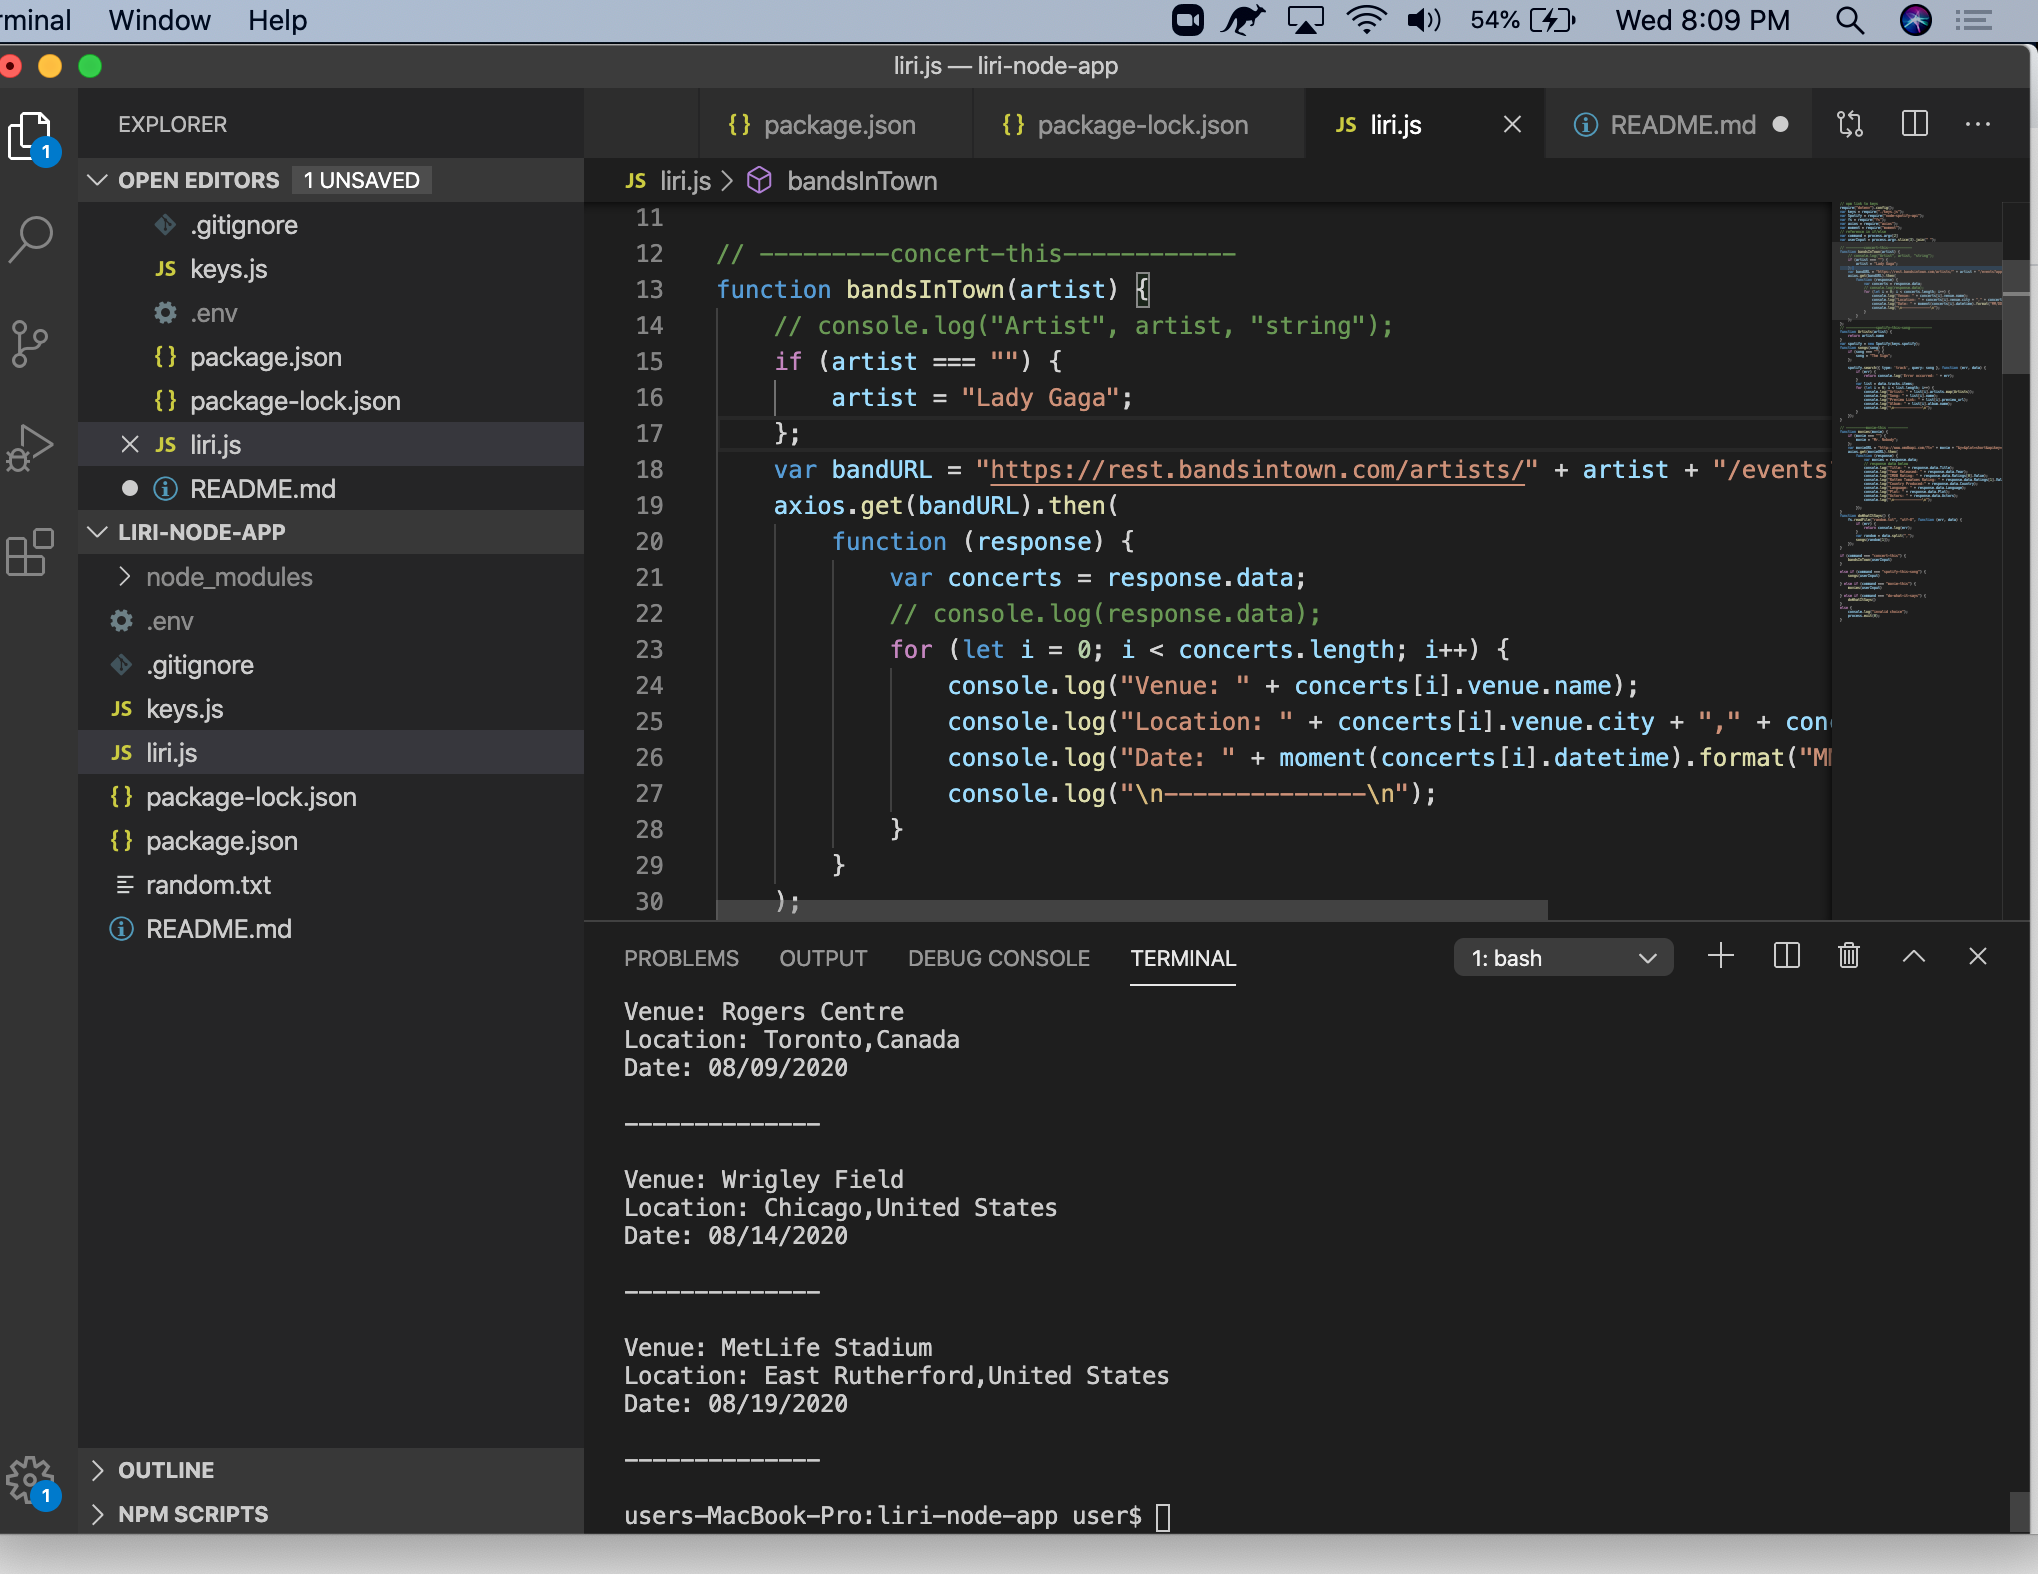 rminal Window Help 54% Wed 8:09 PM
liri.js — liri-node-app
EXPLORER
{} package.json {} package-lock.json JS liri.js README.md
OPEN EDITORS 1 UNSAVED
.gitignore
JS keys.js
.env
{} package.json
{} package-lock.json
JS liri.js
README.md
LIRI-NODE-APP
node_modules
.env
.gitignore
JS keys.js
JS liri.js
{} package-lock.json
{} package.json
random.txt
README.md
OUTLINE
NPM SCRIPTS
1
1
JS liri.js > bandsInTown
11
12 // ---------concert-this------------
13 function bandsInTown(artist) {
14 // console.log("Artist", artist, "string");
15 if (artist === "") {
16 artist = "Lady Gaga";
17 };
18 var bandURL = "https://rest.bandsintown.com/artists/" + artist + "/events
19 axios.get(bandURL).then(
20 function (response) {
21 var concerts = response.data;
22 // console.log(response.data);
23 for (let i = 0; i < concerts.length; i++) {
24 console.log("Venue: " + concerts[i].venue.name);
25 console.log("Location: " + concerts[i].venue.city + "," + con
26 console.log("Date: " + moment(concerts[i].datetime).format("M
27 console.log("\n--------------\n");
28 }
29 }
30 );
PROBLEMS OUTPUT DEBUG CONSOLE TERMINAL 1: bash
Venue: Rogers Centre
Location: Toronto,Canada
Date: 08/09/2020
--------------
Venue: Wrigley Field
Location: Chicago,United States
Date: 08/14/2020
--------------
Venue: MetLife Stadium
Location: East Rutherford,United States
Date: 08/19/2020
--------------
users-MacBook-Pro:liri-node-app user$